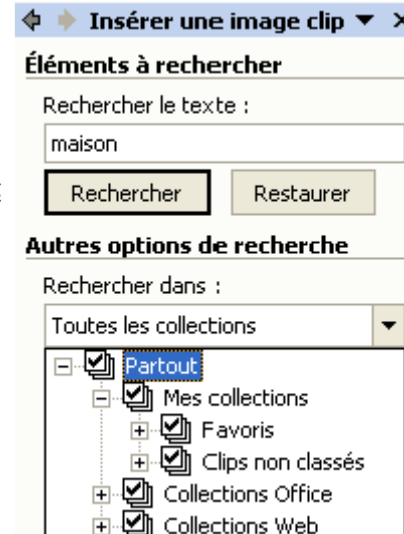 Insérer une image clip
Éléments à rechercher
Rechercher le texte :
maison
Rechercher Restaurer
Autres options de recherche
Rechercher dans :
Toutes les collections
Partout
Mes collections
Favoris
Clips non classés
Collections Office
Collections Web